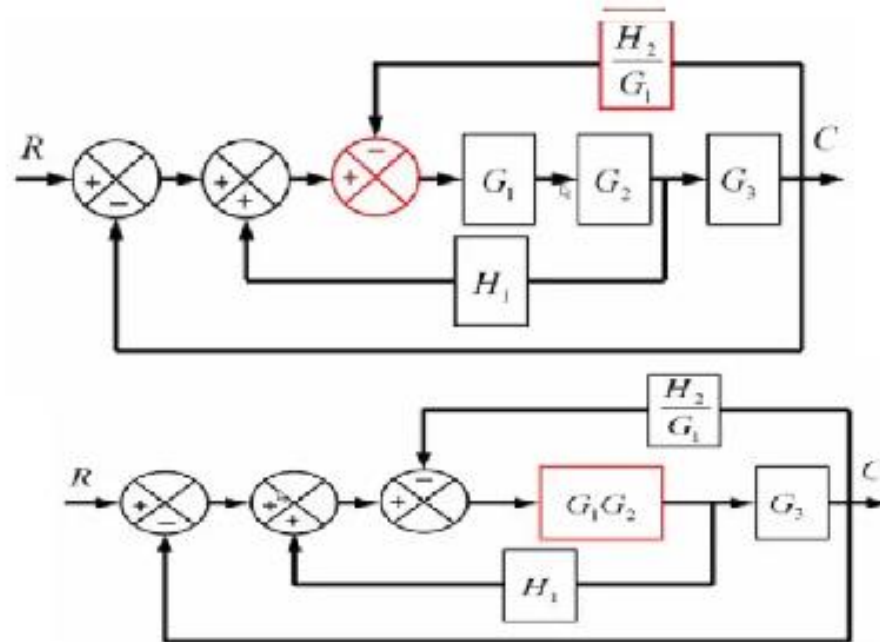 H₂
G₁
R
C
+
−
+
+
+
−
G₁
G₂
G₃
H₁
H₂
G₁
R
C
+
−
+
+
+
−
G₁G₂
G₃
H₁